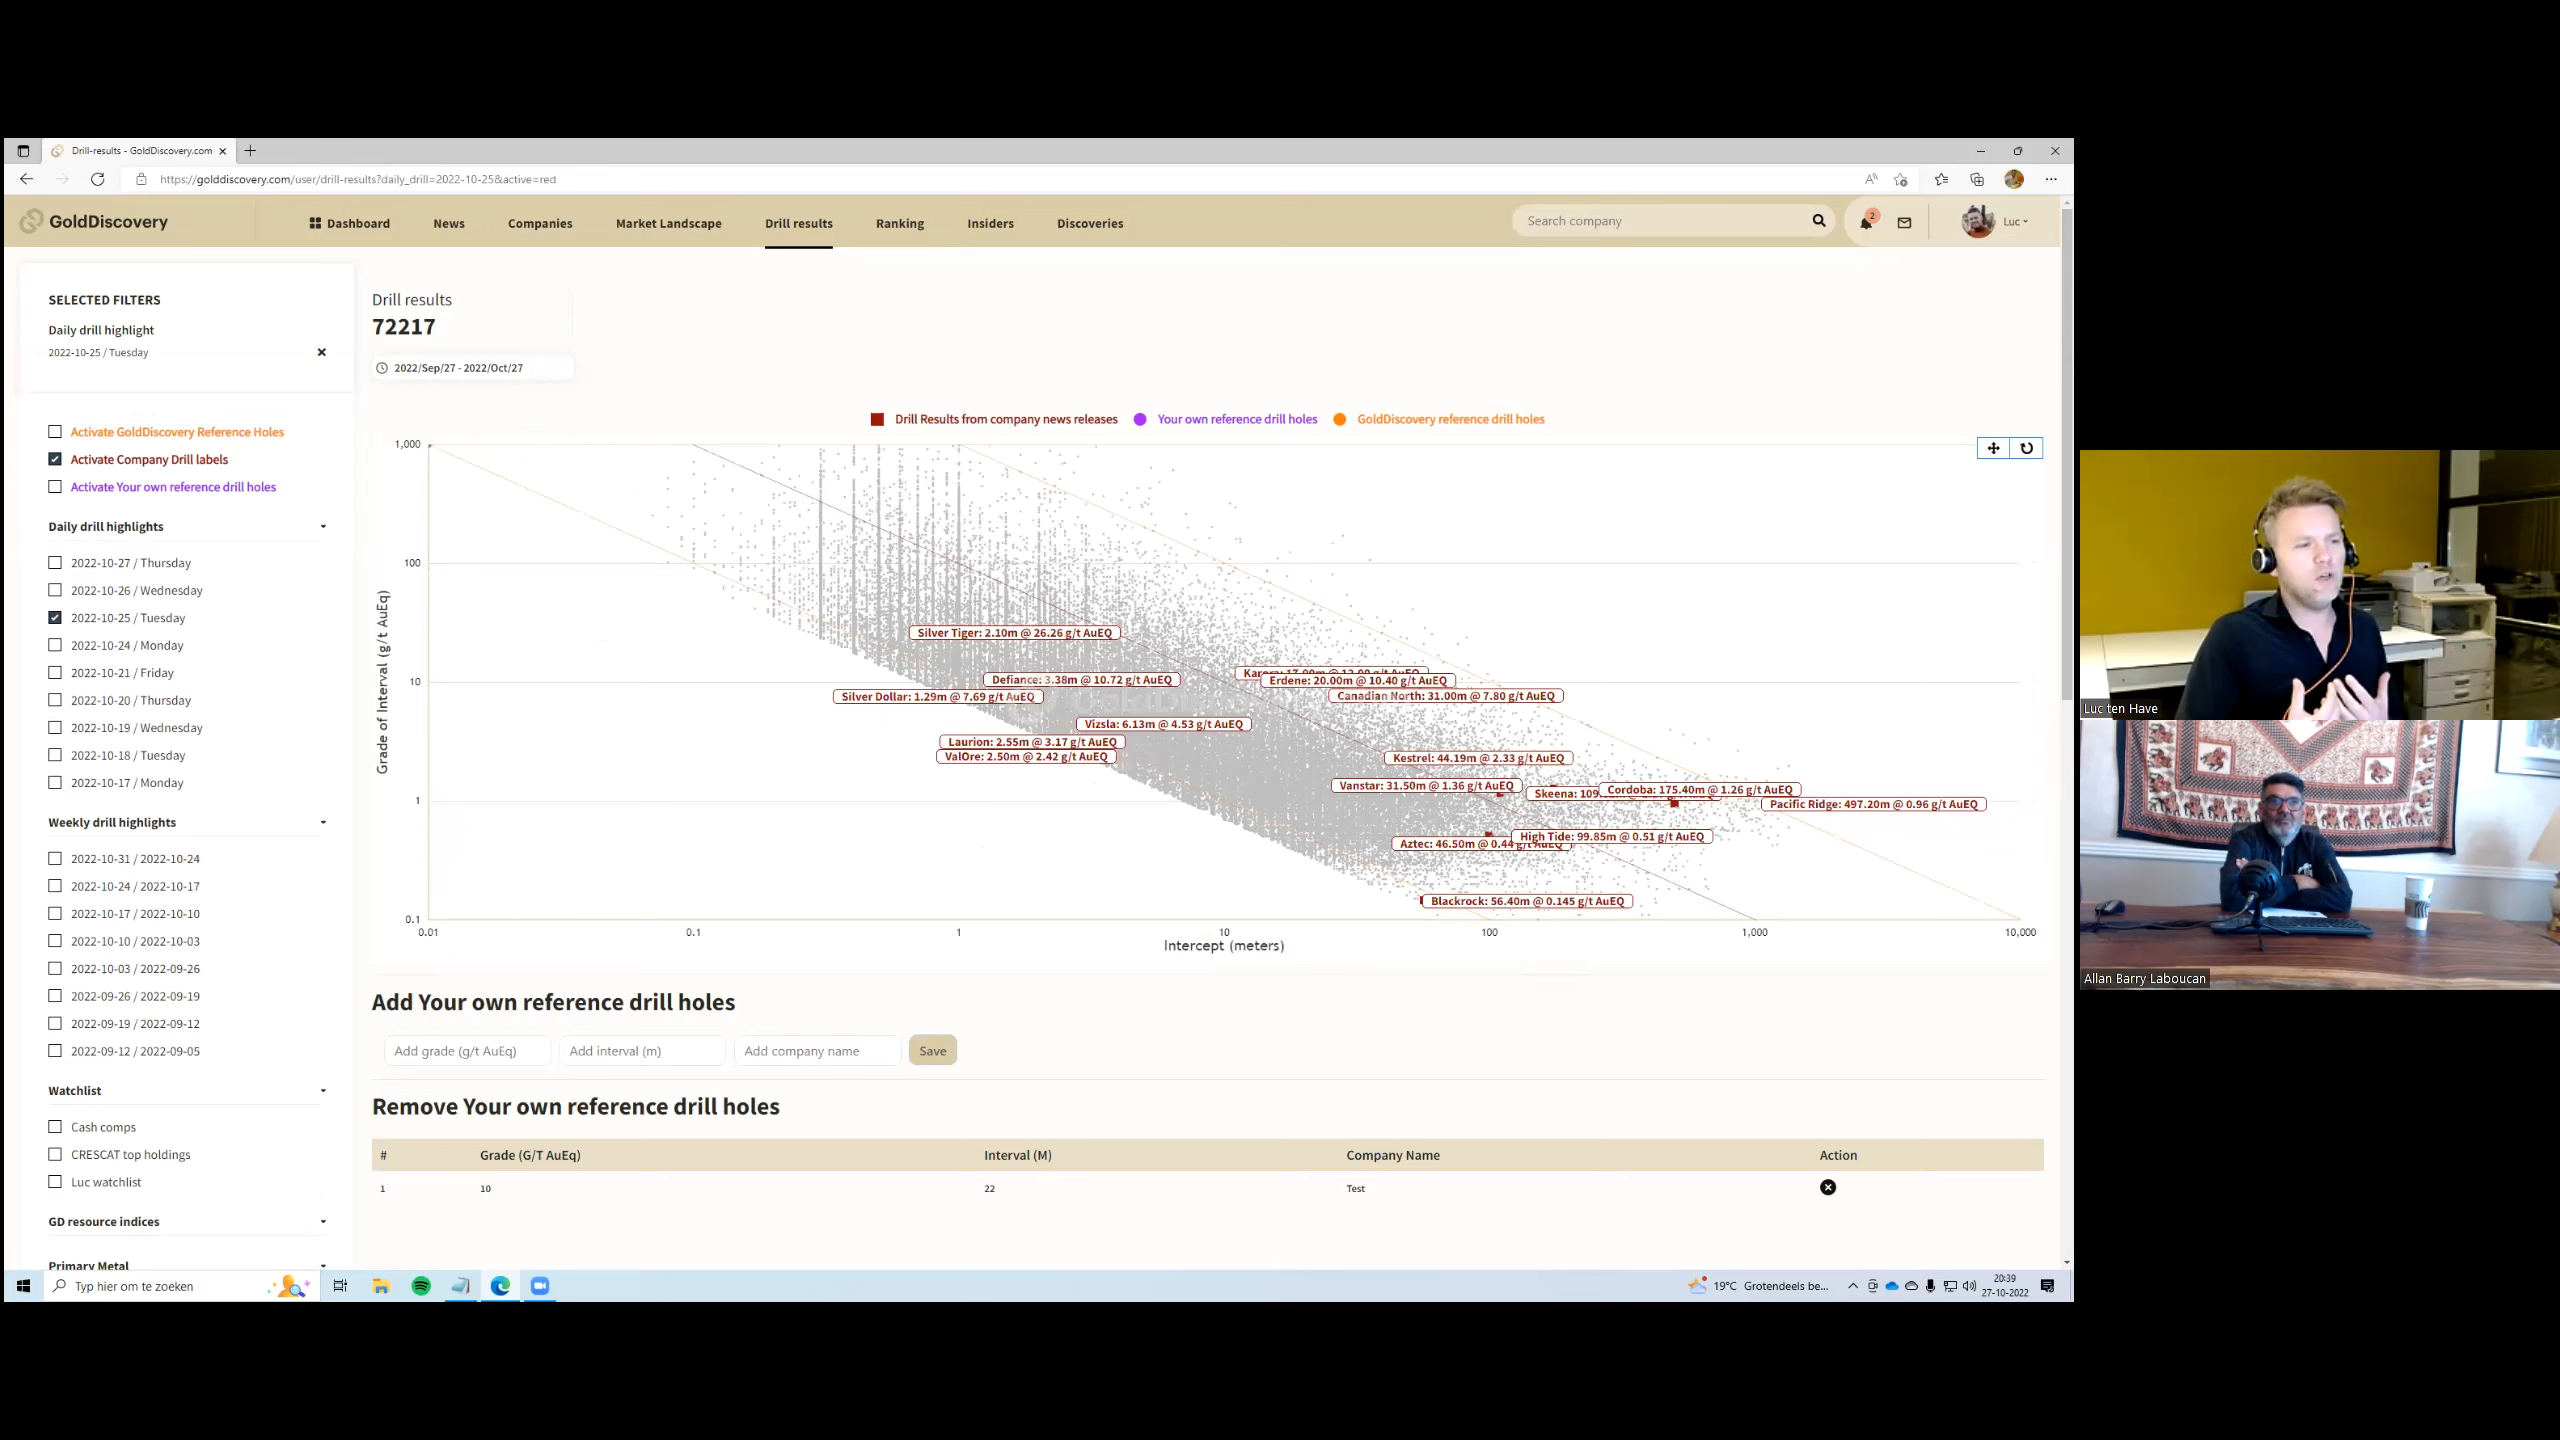 Drill-results - GoldDiscovery.com
https://golddiscovery.com/user/drill-results?daily_drill=2022-10-25&active=red
GoldDiscovery
Dashboard News Companies Market Landscape Drill results Ranking Insiders Discoveries
Search company
2
Luc
SELECTED FILTERS
Daily drill highlight
2022-10-25 / Tuesday
Activate GoldDiscovery Reference Holes
Activate Company Drill labels
Activate Your own reference drill holes
Daily drill highlights
2022-10-27 / Thursday
2022-10-26 / Wednesday
2022-10-25 / Tuesday
2022-10-24 / Monday
2022-10-21 / Friday
2022-10-20 / Thursday
2022-10-19 / Wednesday
2022-10-18 / Tuesday
2022-10-17 / Monday
Weekly drill highlights
2022-10-31 / 2022-10-24
2022-10-24 / 2022-10-17
2022-10-17 / 2022-10-10
2022-10-10 / 2022-10-03
2022-10-03 / 2022-09-26
2022-09-26 / 2022-09-19
2022-09-19 / 2022-09-12
2022-09-12 / 2022-09-05
Watchlist
Cash comps
CRESCAT top holdings
Luc watchlist
GD resource indices
Primary Metal
Drill results
72217
2022/Sep/27 - 2022/Oct/27
Drill Results from company news releases Your own reference drill holes GoldDiscovery reference drill holes
Grade of Interval (g/t AuEq)
1,000
100
10
1
0.1
Silver Tiger: 2.10m @ 26.26 g/t AuEQ
Erdene: 20.00m @ 10.40 g/t AuEQ
Defiance: 3.38m @ 10.72 g/t AuEQ
Silver Dollar: 1.29m @ 7.69 g/t AuEQ
Canadian North: 31.00m @ 7.80 g/t AuEQ
Vizsla: 6.13m @ 4.53 g/t AuEQ
Laurion: 2.55m @ 3.17 g/t AuEQ
ValOre: 2.50m @ 2.42 g/t AuEQ
Kestrel: 44.19m @ 2.33 g/t AuEQ
Vanstar: 31.50m @ 1.36 g/t AuEQ
Skeena:
Cordoba: 175.40m @ 1.26 g/t AuEQ
Pacific Ridge: 497.20m @ 0.96 g/t AuEQ
High Tide: 99.85m @ 0.51 g/t AuEQ
Aztec: 46.50m @ 0.44 g/t AuEQ
Blackrock: 56.40m @ 0.145 g/t AuEQ
0.01 0.1 1 10 100 1,000 10,000
Intercept (meters)
Add Your own reference drill holes
Add grade (g/t AuEq) Add interval (m) Add company name Save
Remove Your own reference drill holes
# Grade (G/T AuEq) Interval (M) Company Name Action
1 10 22 Test
Typ hier om te zoeken
19°C Grotendeels be...
20:39
27-10-2022
Luc ten Have
Allan Barry Laboucan